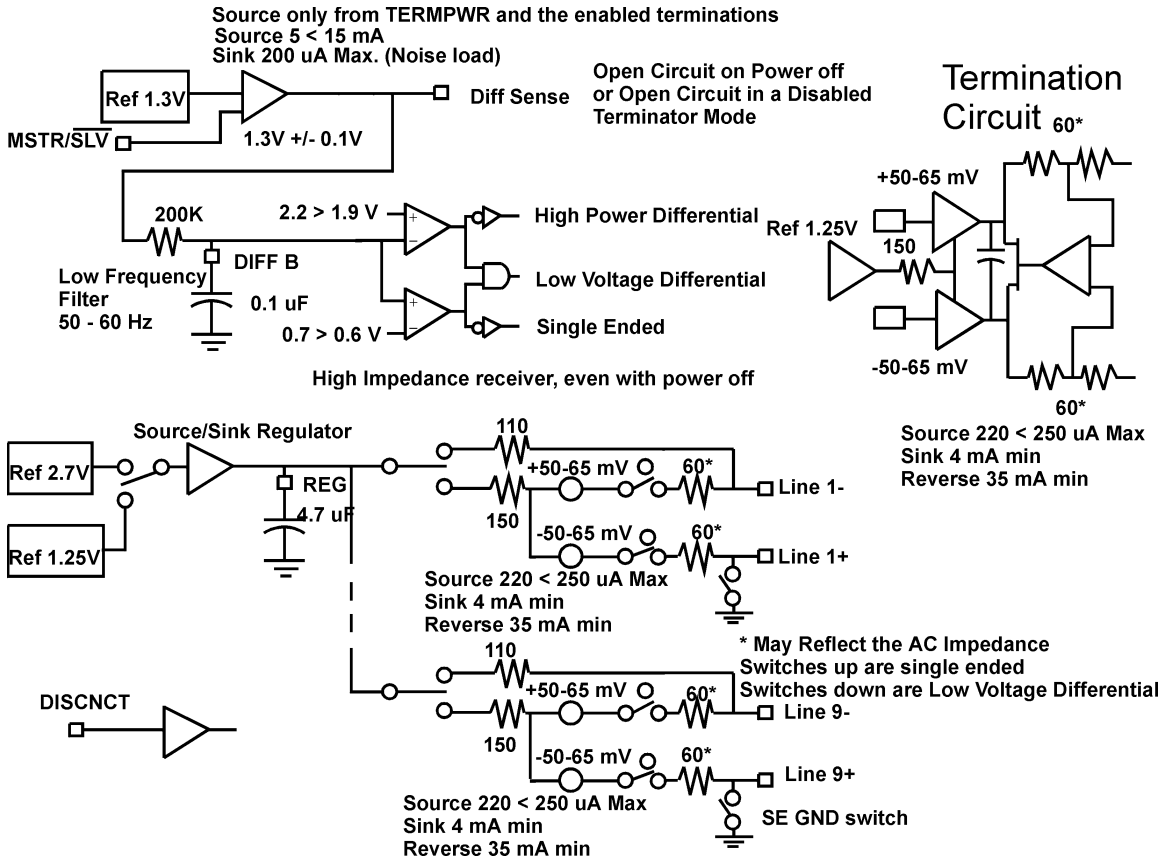 Source only from TERMPWR and the enabled terminations
Source 5 < 15 mA
Sink 200 uA Max. (Noise load)
Ref 1.3V
MSTR/SLV
1.3V +/- 0.1V
Diff Sense
Open Circuit on Power off
or Open Circuit in a Disabled
Terminator Mode
Termination
Circuit
60*
+50-65 mV
Ref 1.25V
150
-50-65 mV
60*
Source 220 < 250 uA Max
Sink 4 mA min
Reverse 35 mA min
200K
2.2 > 1.9 V
+
−
High Power Differential
DIFF B
Low Frequency
Filter
50 - 60 Hz
0.1 uF
Low Voltage Differential
+
−
0.7 > 0.6 V
Single Ended
High Impedance receiver, even with power off
Source/Sink Regulator
Ref 2.7V
Ref 1.25V
REG
4.7 uF
110
+50-65 mV
60*
Line 1-
150
-50-65 mV
60*
Line 1+
Source 220 < 250 uA Max
Sink 4 mA min
Reverse 35 mA min
* May Reflect the AC Impedance
Switches up are single ended
Switches down are Low Voltage Differential
110
+50-65 mV
60*
Line 9-
150
-50-65 mV
60*
Line 9+
Source 220 < 250 uA Max
Sink 4 mA min
Reverse 35 mA min
SE GND switch
DISCNCT